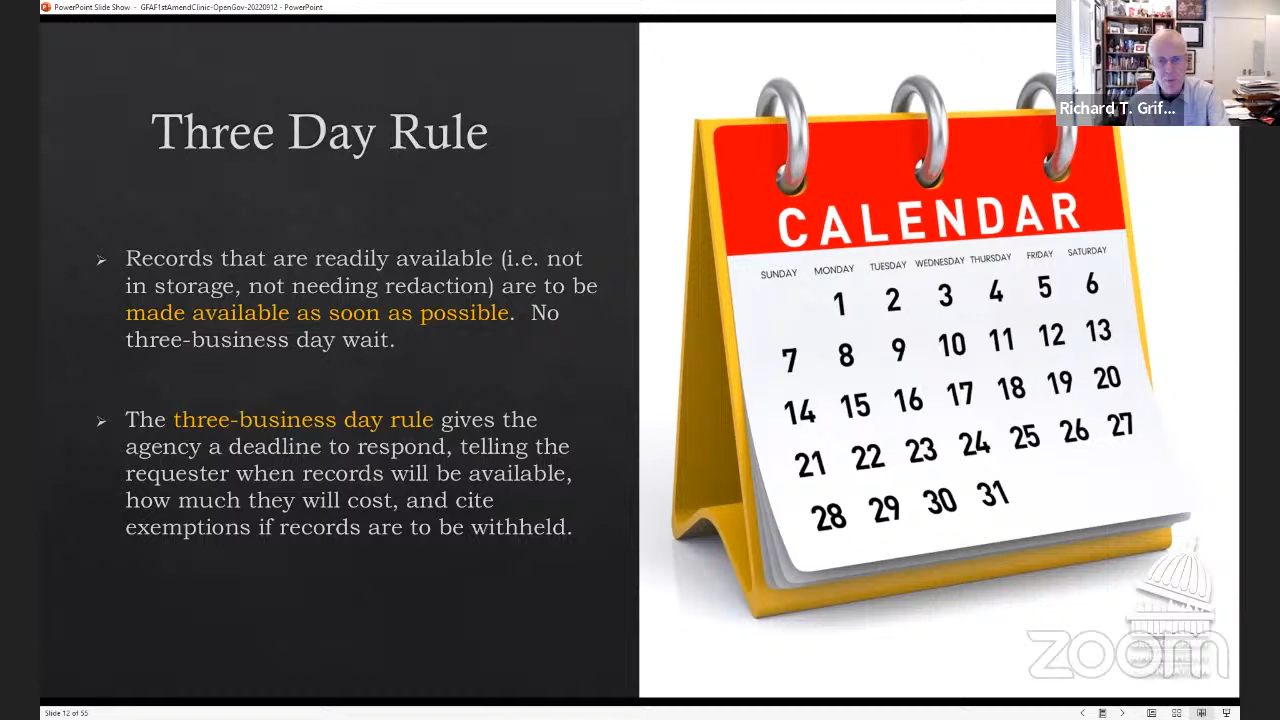 PowerPoint Slide Show - GFAF1stAmendClinic-OpenGov-20220912 - PowerPoint
Richard T. Grif...
Three Day Rule
Records that are readily available (i.e. not
in storage, not needing redaction) are to be
made available as soon as possible. No
three-business day wait.
The three-business day rule gives the
agency a deadline to respond, telling the
requester when records will be available,
how much they will cost, and cite
exemptions if records are to be withheld.
CALENDAR
SUNDAY MONDAY TUESDAY WEDNESDAY THURSDAY FRIDAY SATURDAY
1 2 3 4 5 6
7 8 9 10 11 12 13
14 15 16 17 18 19 20
21 22 23 24 25 26 27
28 29 30 31
zoom
Slide 12 of 55